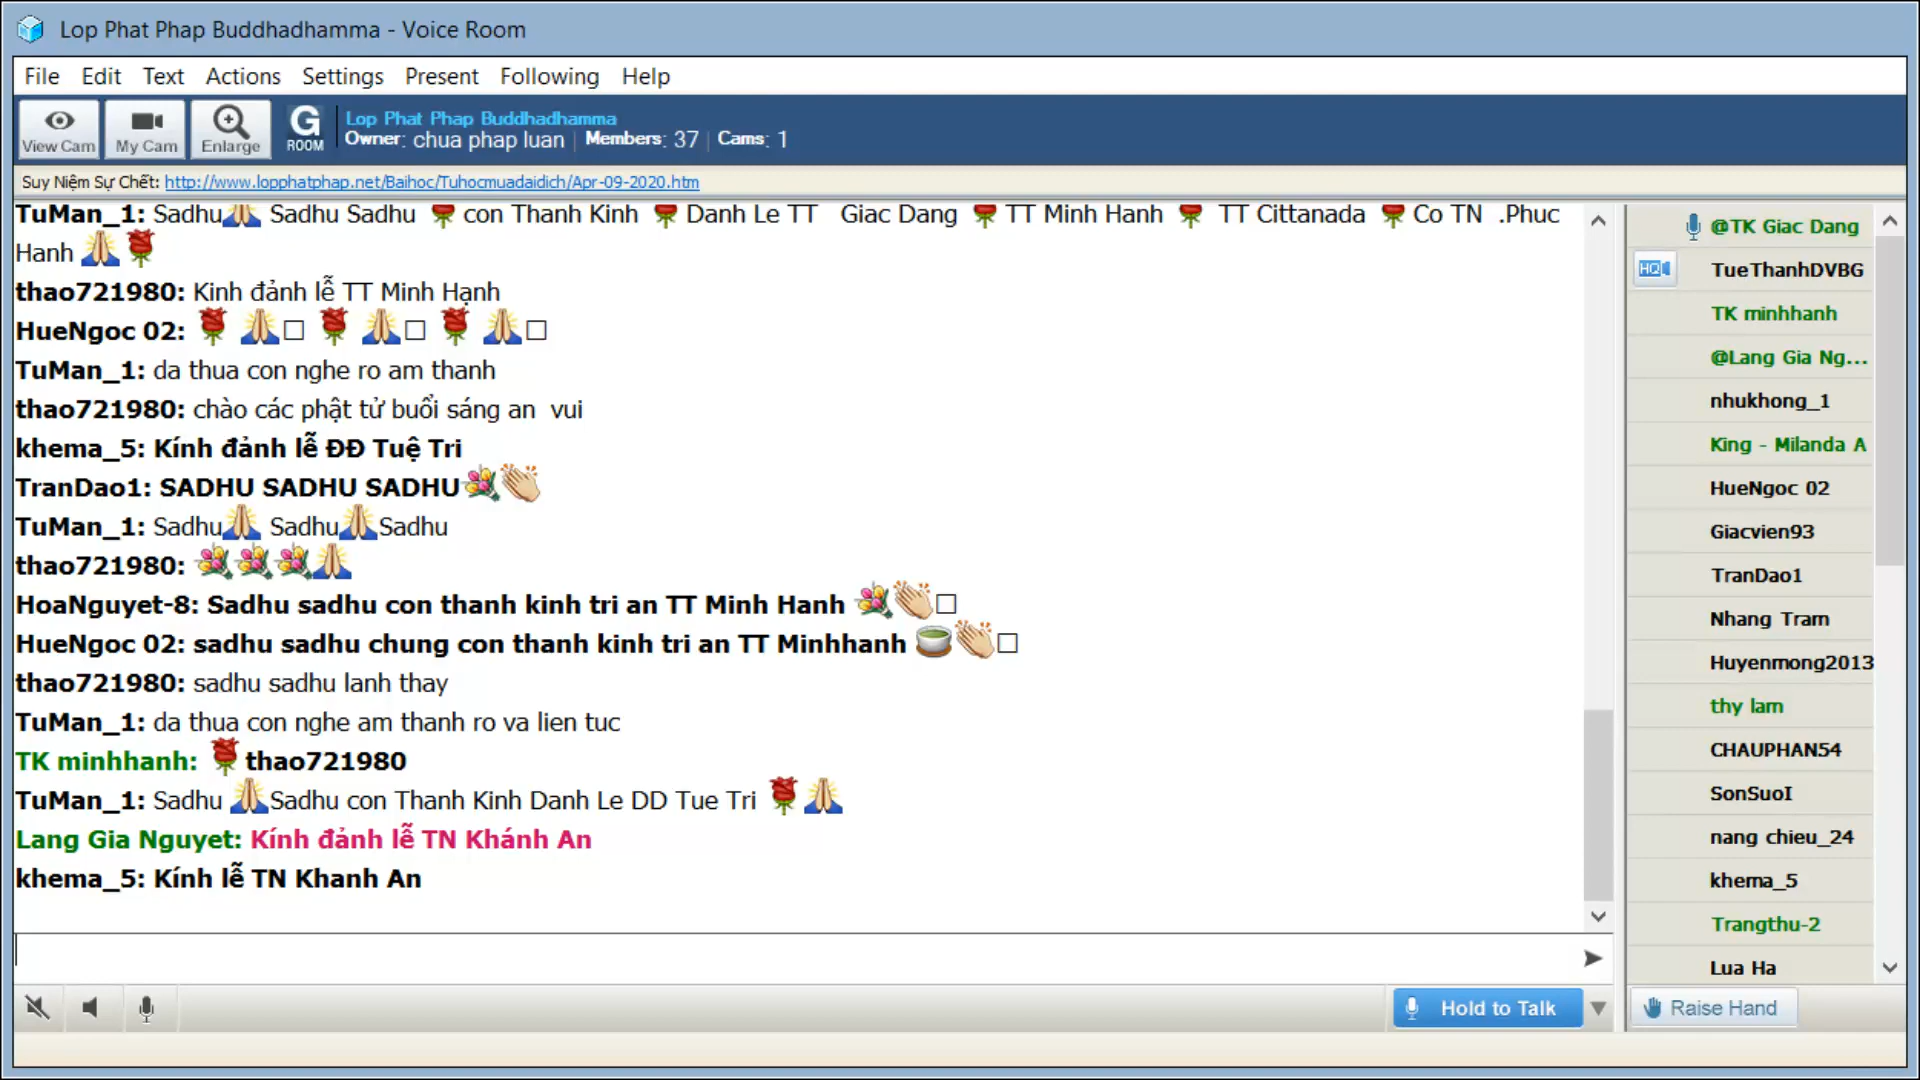 Lop Phat Phap Buddhadhamma - Voice Room
File Edit Text Actions Settings Present Following Help
View Cam My Cam Enlarge G ROOM
Lop Phat Phap Buddhadhamma
Owner: chua phap luan | Members: 37 | Cams: 1
Suy Niệm Sự Chết: http://www.lopphatphap.net/Baihoc/Tuhocmuadaidich/Apr-09-2020.htm
TuMan_1: Sadhu Sadhu Sadhu con Thanh Kinh Danh Le TT Giac Dang TT Minh Hanh TT Cittanada Co TN .Phuc
Hanh
thao721980: Kinh đảnh lễ TT Minh Hạnh
HueNgoc 02:
TuMan_1: da thua con nghe ro am thanh
thao721980: chào các phật tử buổi sáng an vui
khema_5: Kính đảnh lễ ĐĐ Tuệ Tri
TranDao1: SADHU SADHU SADHU
TuMan_1: Sadhu Sadhu Sadhu
thao721980:
HoaNguyet-8: Sadhu sadhu con thanh kinh tri an TT Minh Hanh
HueNgoc 02: sadhu sadhu chung con thanh kinh tri an TT Minhhanh
thao721980: sadhu sadhu lanh thay
TuMan_1: da thua con nghe am thanh ro va lien tuc
TK minhhanh: thao721980
TuMan_1: Sadhu Sadhu con Thanh Kinh Danh Le DD Tue Tri
Lang Gia Nguyet: Kính đảnh lễ TN Khánh An
khema_5: Kính lễ TN Khanh An
Hold to Talk
@TK Giac Dang
HQ TueThanhDVBG
TK minhhanh
@Lang Gia Ng...
nhukhong_1
King - Milanda A
HueNgoc 02
Giacvien93
TranDao1
Nhang Tram
Huyenmong2013
thy lam
CHAUPHAN54
SonSuoI
nang chieu_24
khema_5
Trangthu-2
Lua Ha
Raise Hand